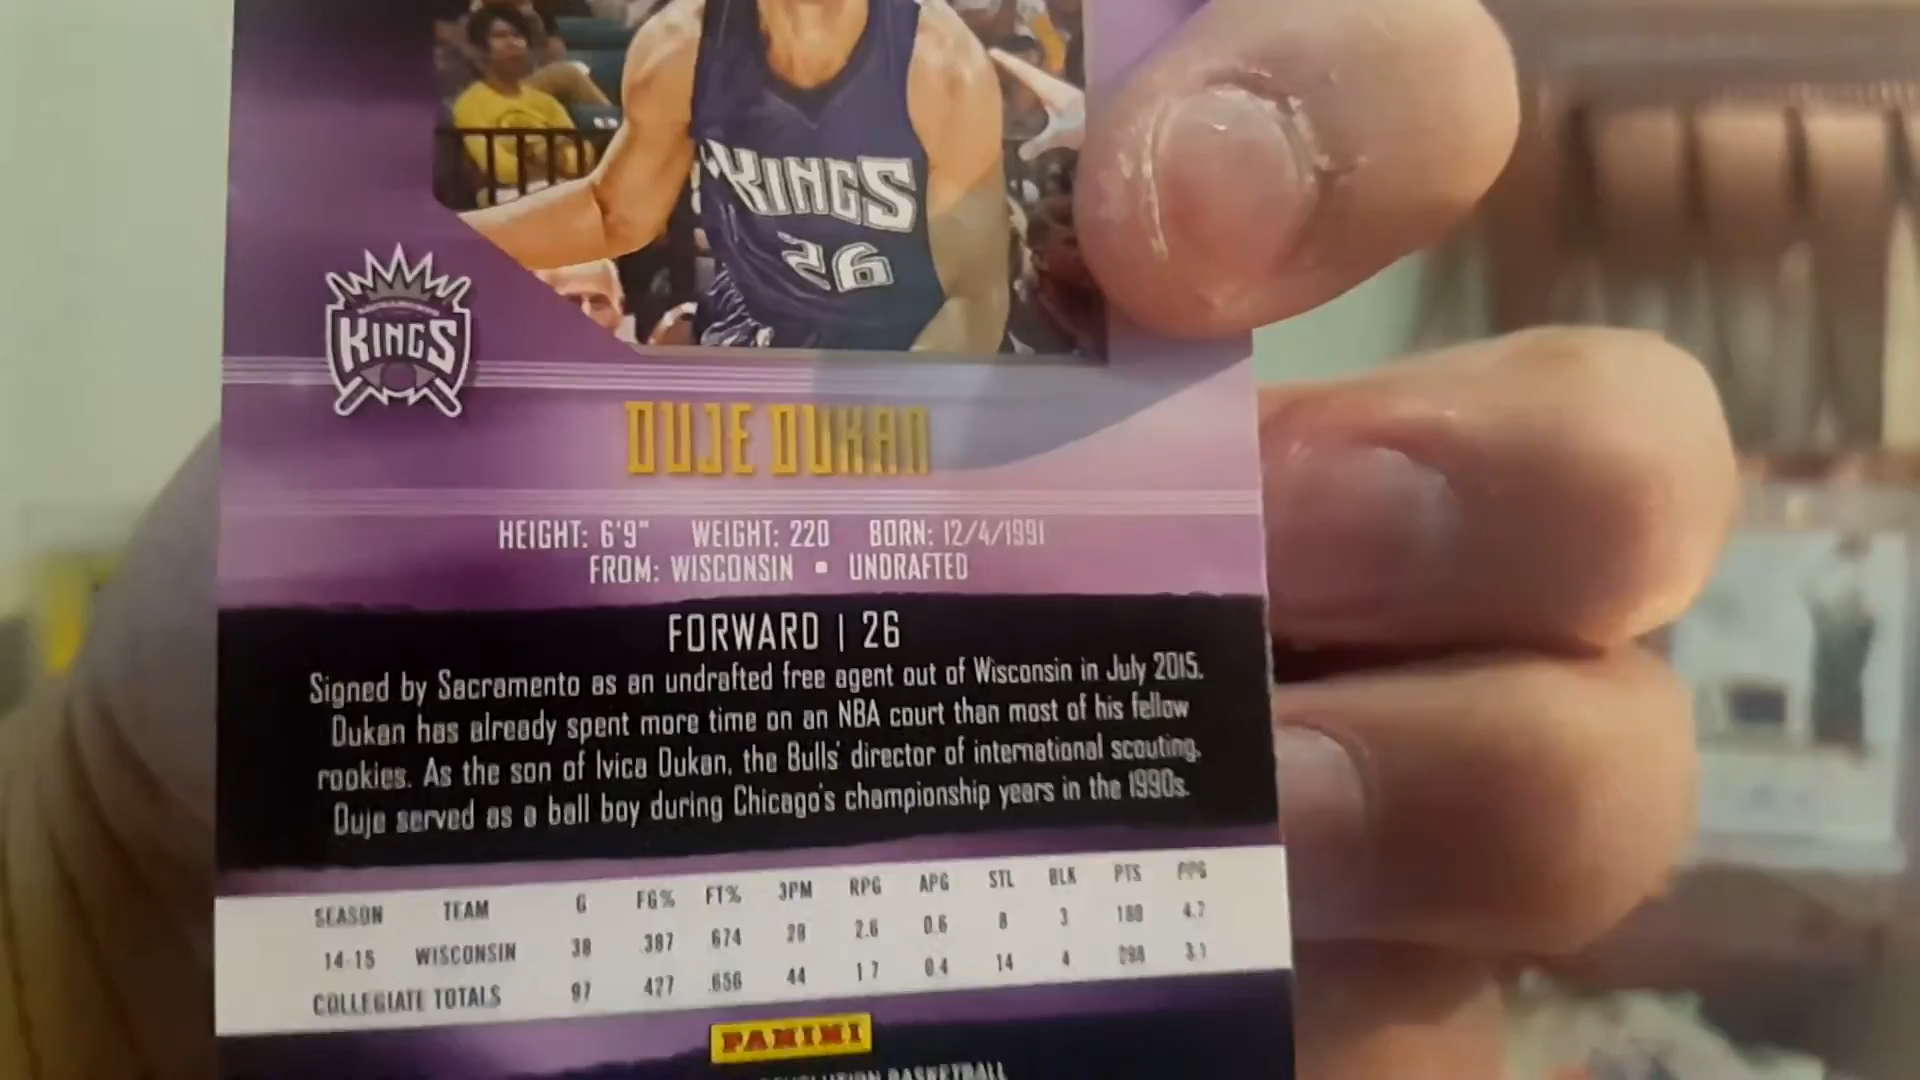 KINGS
26
KINGS
DUJE DUKAN
HEIGHT: 6'9" WEIGHT: 220 BORN: 12/4/1991
FROM: WISCONSIN ▪ UNDRAFTED
FORWARD | 26
Signed by Sacramento as an undrafted free agent out of Wisconsin in July 2015,
Dukan has already spent more time on an NBA court than most of his fellow
rookies. As the son of Ivica Dukan, the Bulls' director of international scouting,
Duje served as a ball boy during Chicago's championship years in the 1990s.
SEASON TEAM G FG% FT% 3PM RPG APG STL BLK PTS PPG
14-15 WISCONSIN 38 .387 .674 28 2.6 0.6 8 3 180 4.7
COLLEGIATE TOTALS 97 .427 .656 44 1.7 0.4 14 4 298 3.1
PANINI
BASKETBALL